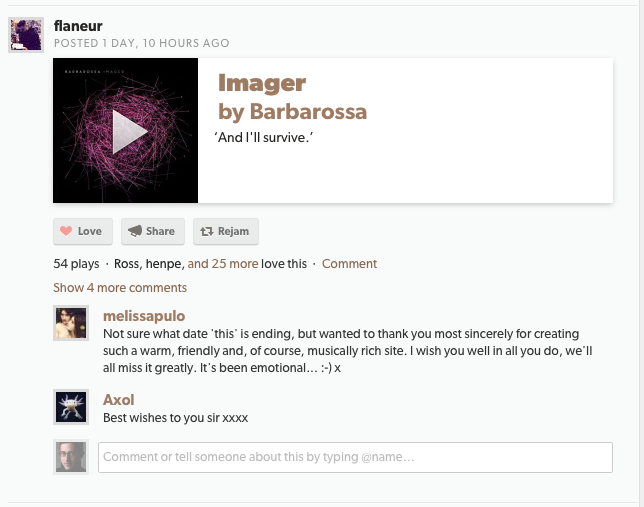 flaneur
POSTED 1 DAY, 10 HOURS AGO
BARBAROSSA IMAGER
Imager
by Barbarossa
‘And I'll survive.’
Love Share Rejam
54 plays · Ross, henpe, and 25 more love this · Comment
Show 4 more comments
melissapulo
Not sure what date 'this' is ending, but wanted to thank you most sincerely for creating
such a warm, friendly and, of course, musically rich site. I wish you well in all you do, we'll
all miss it greatly. It's been emotional... :-) x
Axol
Best wishes to you sir xxxx
Comment or tell someone about this by typing @name...